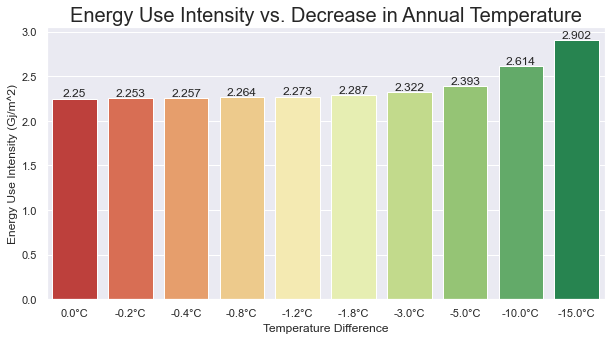 Energy Use Intensity vs. Decrease in Annual Temperature
Energy Use Intensity (Gj/m^2)
3.0
2.5
2.0
1.5
1.0
0.5
0.0
2.25 2.253 2.257 2.264 2.273 2.287 2.322 2.393 2.614 2.902
0.0°C -0.2°C -0.4°C -0.8°C -1.2°C -1.8°C -3.0°C -5.0°C -10.0°C -15.0°C
Temperature Difference